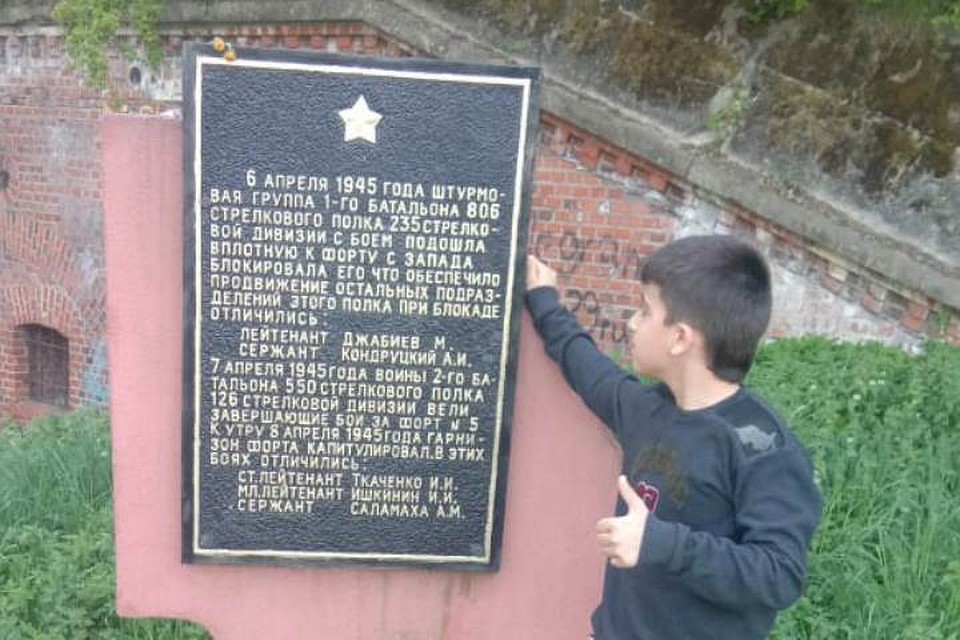 6 АПРЕЛЯ 1945 ГОДА ШТУРМО-
ВАЯ ГРУППА 1-ГО БАТАЛЬОНА 806
СТРЕЛКОВОГО ПОЛКА 235 СТРЕЛКО-
ВОЙ ДИВИЗИИ С БОЕМ ПОДОШЛА
ВПЛОТНУЮ К ФОРТУ С ЗАПАДА
БЛОКИРОВАЛА ЕГО ЧТО ОБЕСПЕЧИЛО
ПРОДВИЖЕНИЕ ОСТАЛЬНЫХ ПОДРАЗ-
ДЕЛЕНИЙ ЭТОГО ПОЛКА ПРИ БЛОКАДЕ
ОТЛИЧИЛИСЬ:
ЛЕЙТЕНАНТ ДЖАБИЕВ М.
СЕРЖАНТ КОНДРУЦКИЙ А.И.
7 АПРЕЛЯ 1945 ГОДА ВОИНЫ 2-ГО БА-
ТАЛЬОНА 550 СТРЕЛКОВОГО ПОЛКА
126 СТРЕЛКОВОЙ ДИВИЗИИ ВЕЛИ
ЗАВЕРШАЮЩИЕ БОИ ЗА ФОРТ № 5
К УТРУ 8 АПРЕЛЯ 1945 ГОДА ГАРНИ-
ЗОН ФОРТА КАПИТУЛИРОВАЛ. В ЭТИХ
БОЯХ ОТЛИЧИЛИСЬ:
СТ. ЛЕЙТЕНАНТ ТКАЧЕНКО И.И.
МЛ. ЛЕЙТЕНАНТ ИШКИНИН И.И.
СЕРЖАНТ САЛАМАХА А.М.